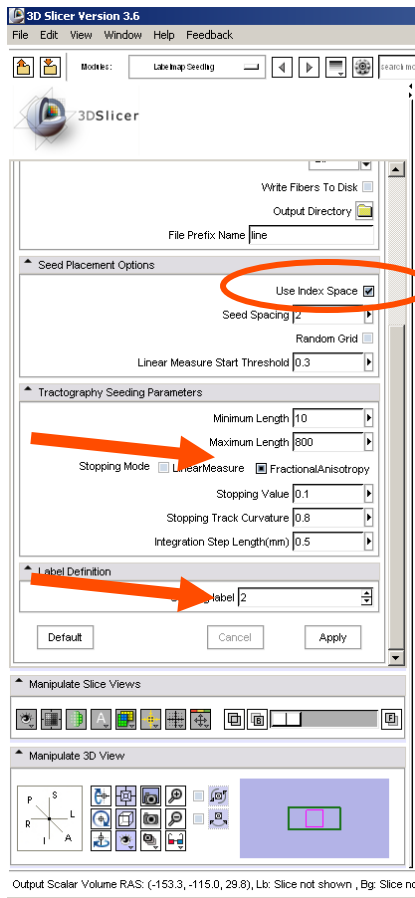 3D Slicer Version 3.6
File Edit View Window Help Feedback
Modules: Labelmap Seeding search mo
3DSlicer
Write Fibers To Disk
Output Directory
File Prefix Name line
Seed Placement Options
Use Index Space
Seed Spacing 2
Random Grid
Linear Measure Start Threshold 0.3
Tractography Seeding Parameters
Minimum Length 10
Maximum Length 800
Stopping Mode LinearMeasure FractionalAnisotropy
Stopping Value 0.1
Stopping Track Curvature 0.8
Integration Step Length(mm) 0.5
Label Definition
label 2
Default Cancel Apply
Manipulate Slice Views
A B F
Manipulate 3D View
P S
R L
I A
Output Scalar Volume RAS: (-153.3, -115.0, 29.8), Lb: Slice not shown , Bg: Slice no